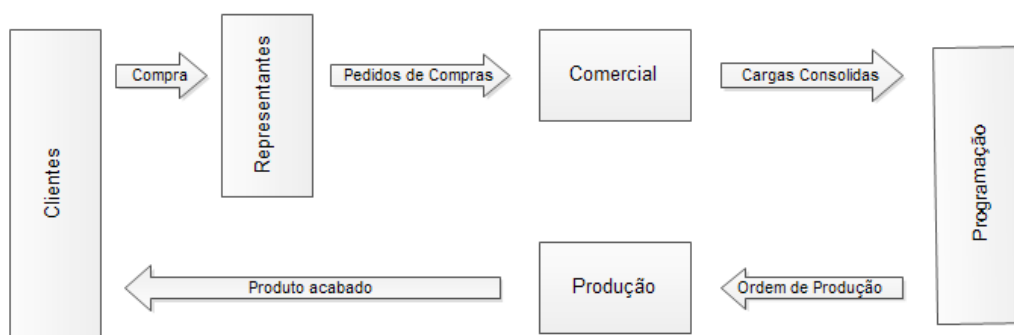 Clientes
Compra
Representantes
Pedidos de Compras
Comercial
Cargas Consolidas
Programação
Ordem de Produção
Produção
Produto acabado